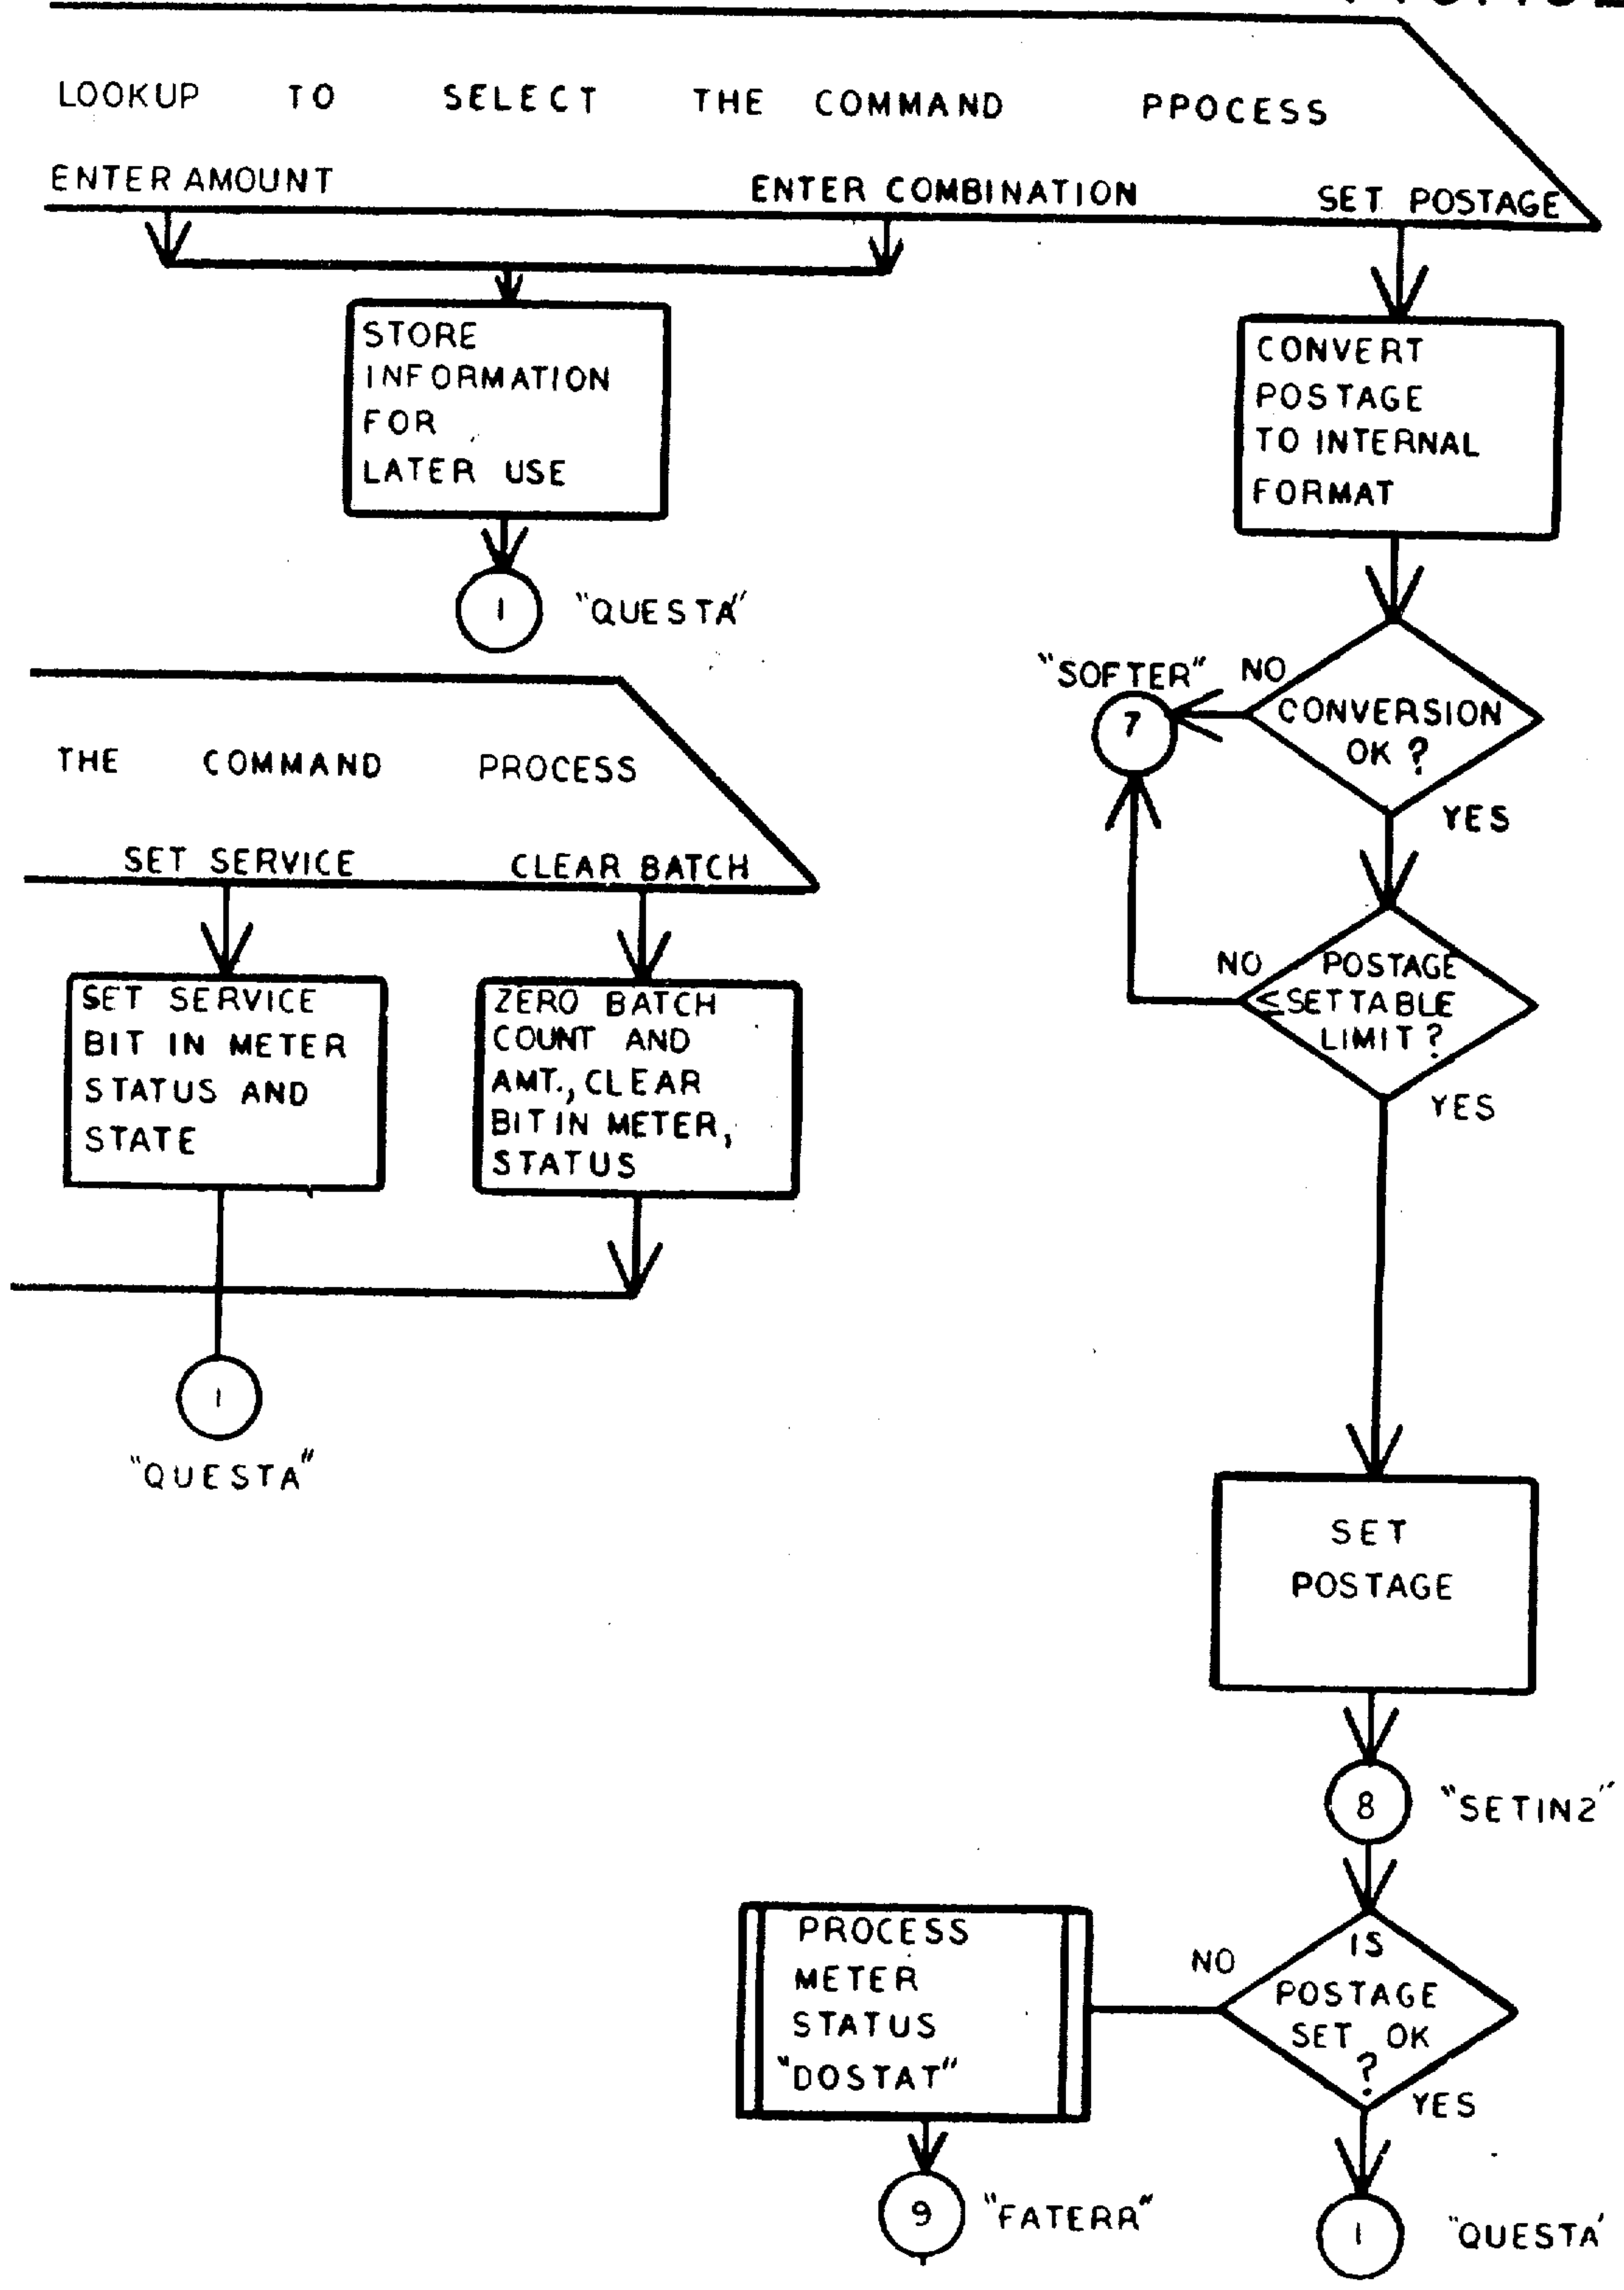 LOOKUP TO SELECT THE COMMAND PPOCESS
ENTER AMOUNT
ENTER COMBINATION
SET POSTAGE
STORE
INFORMATION
FOR
LATER USE
1
"QUESTA"
CONVERT
POSTAGE
TO INTERNAL
FORMAT
"SOFTER"
7
NO
CONVERSION
OK ?
YES
NO
POSTAGE
≤SETTABLE
LIMIT?
YES
THE COMMAND PROCESS
SET SERVICE
CLEAR BATCH
SET SERVICE
BIT IN METER
STATUS AND
STATE
ZERO BATCH
COUNT AND
AMT., CLEAR
BIT IN METER,
STATUS
1
"QUESTA"
SET
POSTAGE
8
"SETIN2"
IS
POSTAGE
SET OK
?
NO
YES
PROCESS
METER
STATUS
"DOSTAT"
9
"FATERR"
1
"QUESTA'